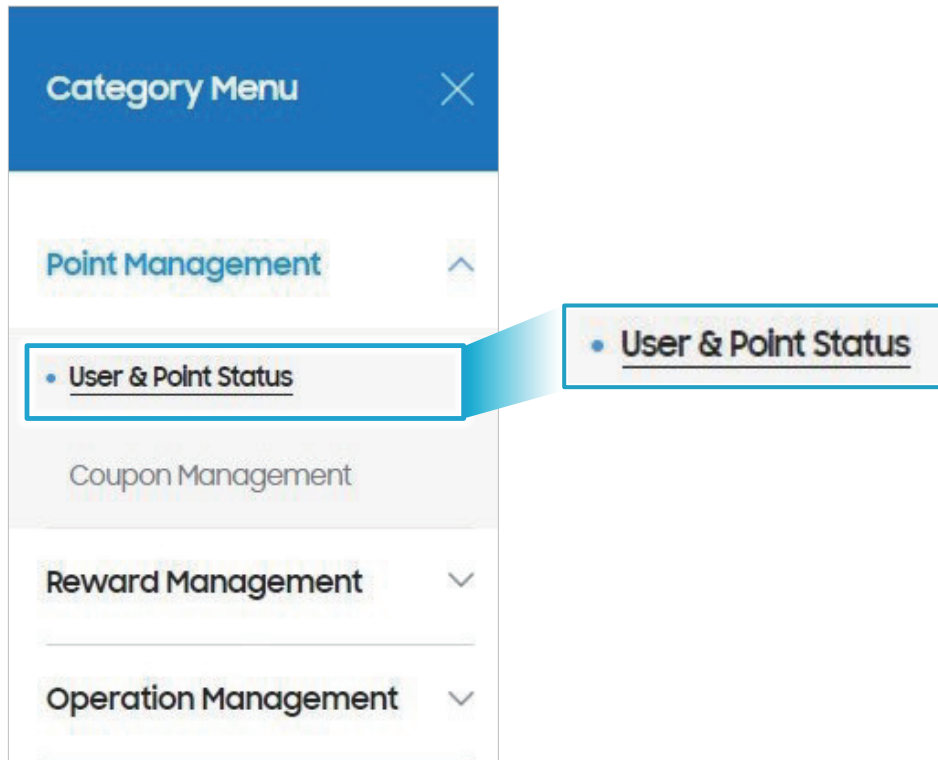 Category Menu
Point Management
User & Point Status
User & Point Status
Coupon Management
Reward Management
Operation Management